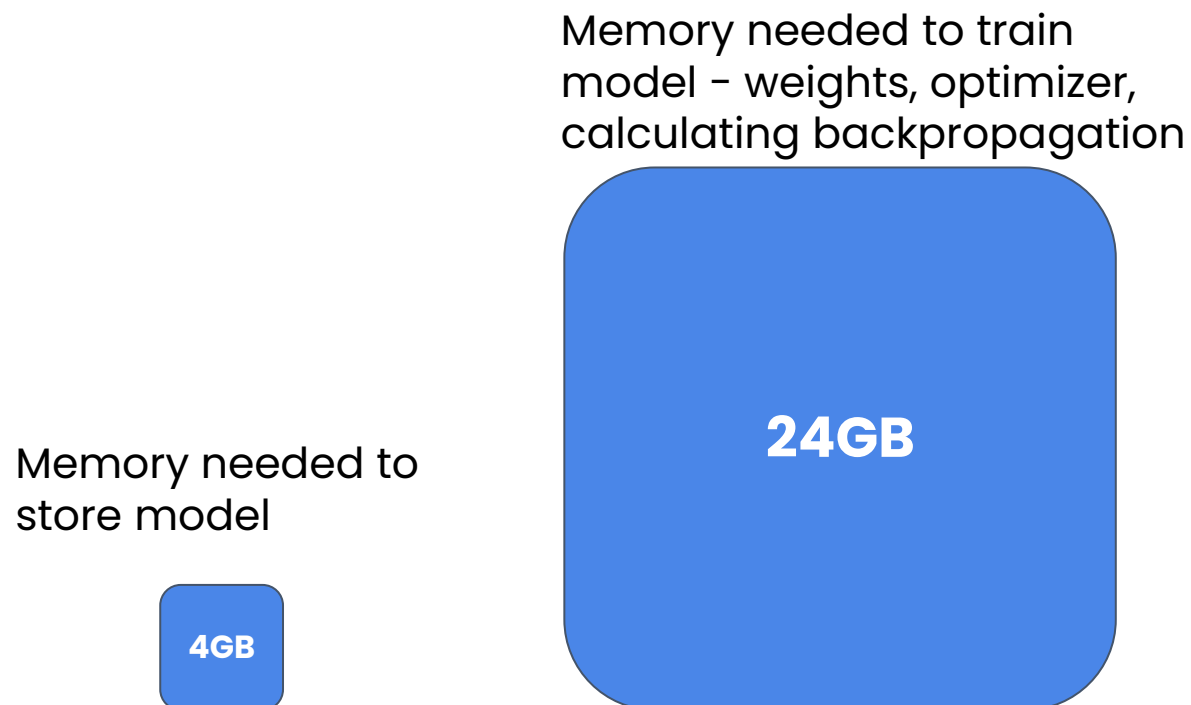 Memory needed to train
model - weights, optimizer,
calculating backpropagation
24GB
Memory needed to
store model
4GB